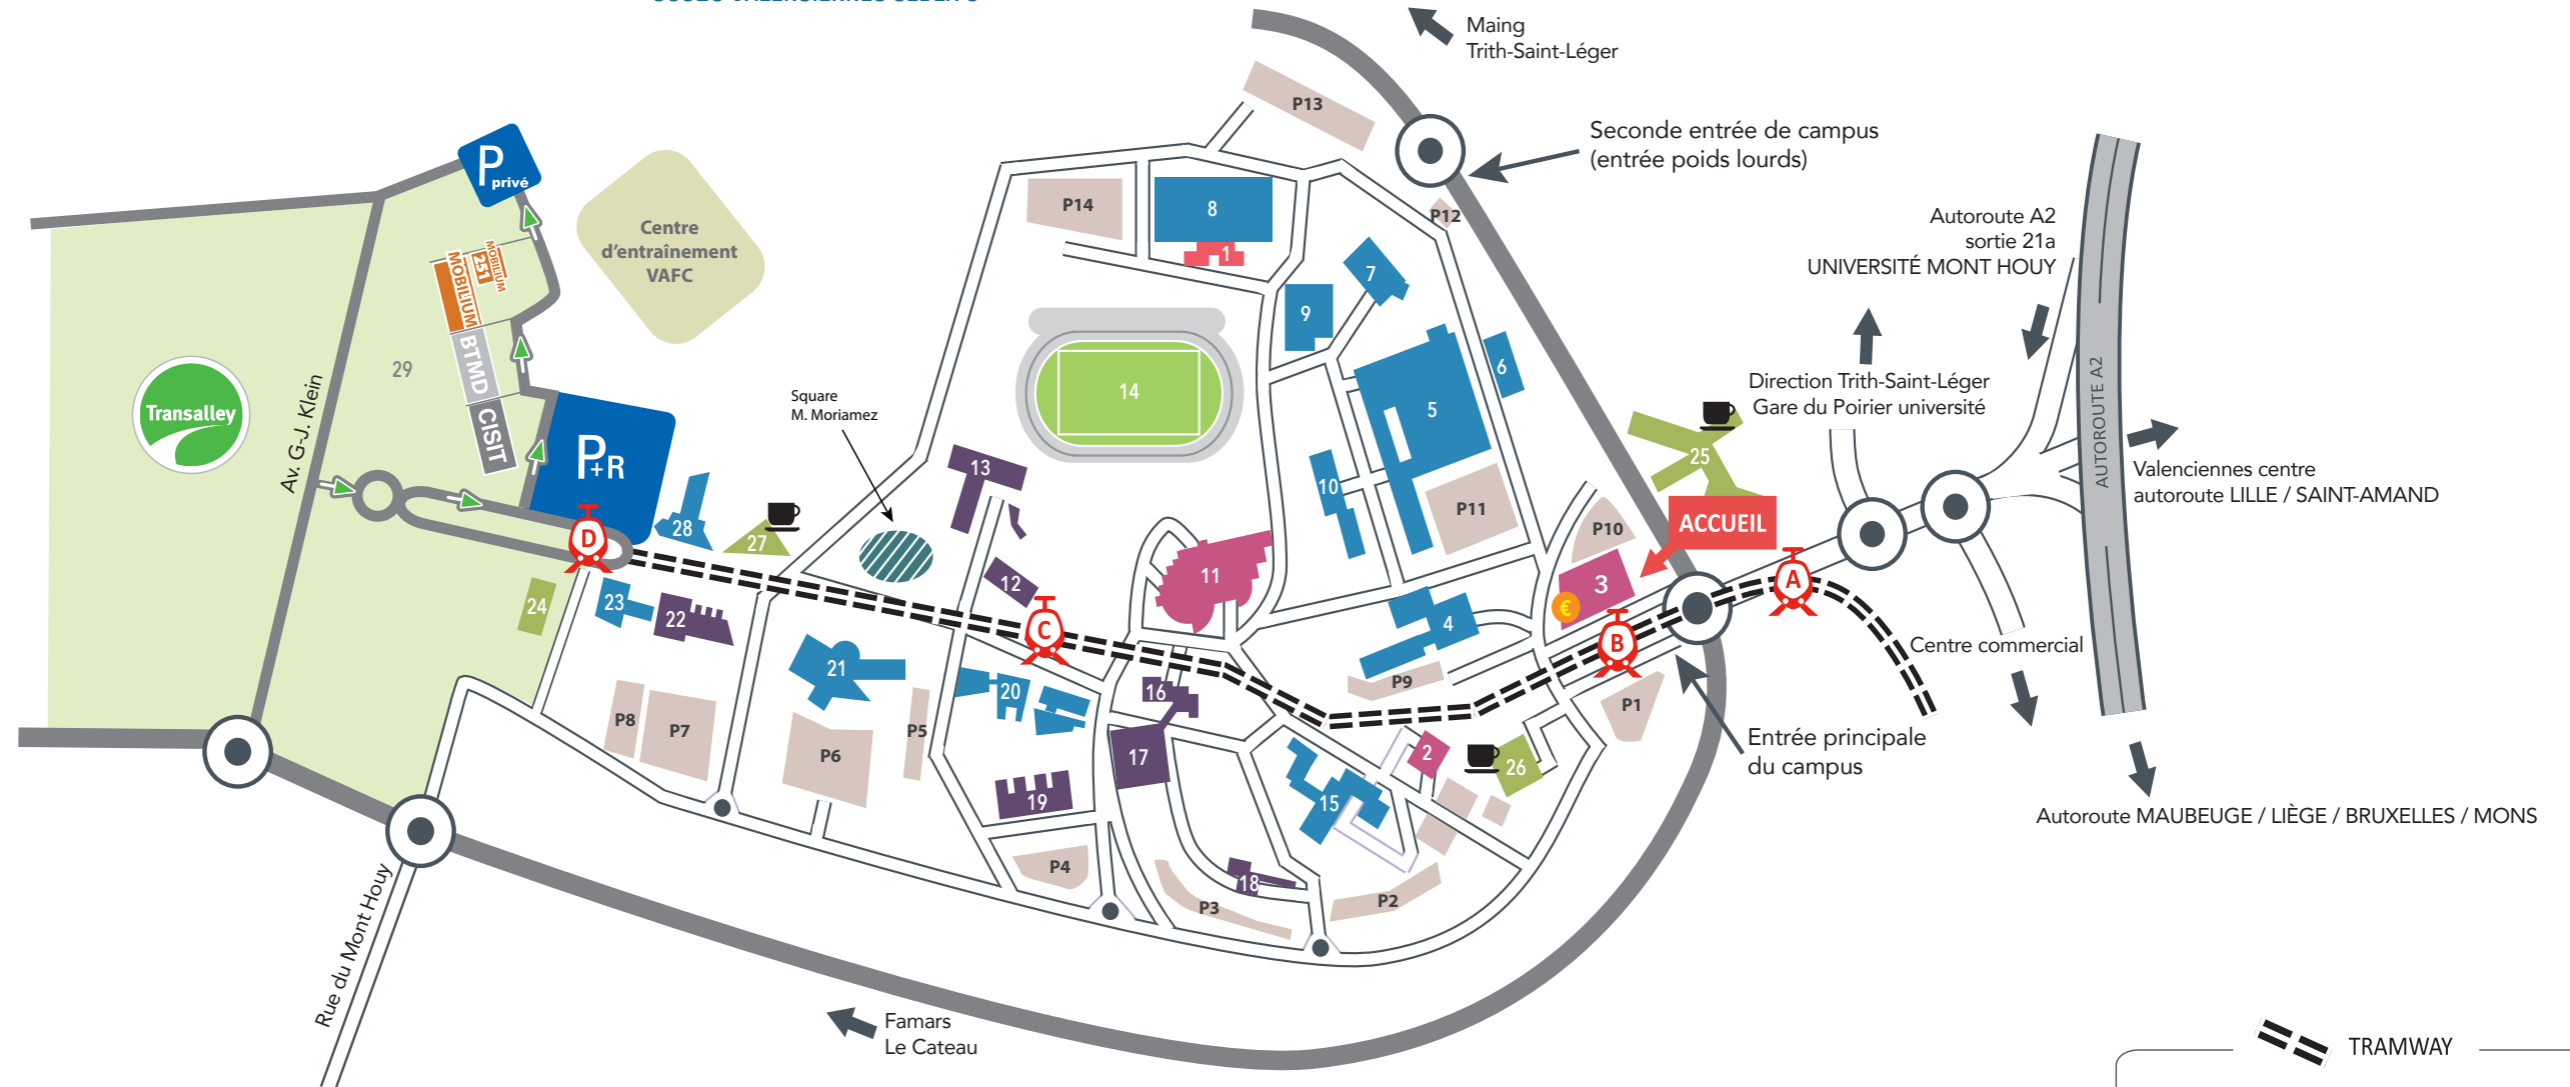 Maing
Trith-Saint-Léger
P13
Seconde entrée de campus
(entrée poids lourds)
P
privé
Centre
d'entraînement
VAFC
P14
8
1
P12
7
9
Autoroute A2
sortie 21a
UNIVERSITÉ MONT HOUY
MOBILIUM
251
MOBILIUM
BTMD
CISIT
29
Transalley
Av. G-J. Klein
Square
M. Moriamez
14
5
6
Direction Trith-Saint-Léger
Gare du Poirier université
AUTOROUTE A2
25
Valenciennes centre
autoroute LILLE / SAINT-AMAND
P+R
13
10
P11
P10
ACCUEIL
D
28
27
12
11
3
€
A
24
23
22
C
4
B
Centre commercial
21
20
16
P9
P1
P8
P7
P6
P5
17
2
26
Entrée principale
du campus
19
15
Autoroute MAUBEUGE / LIÈGE / BRUXELLES / MONS
P4
18
P3
P2
Rue du Mont Houy
Famars
Le Cateau
TRAMWAY